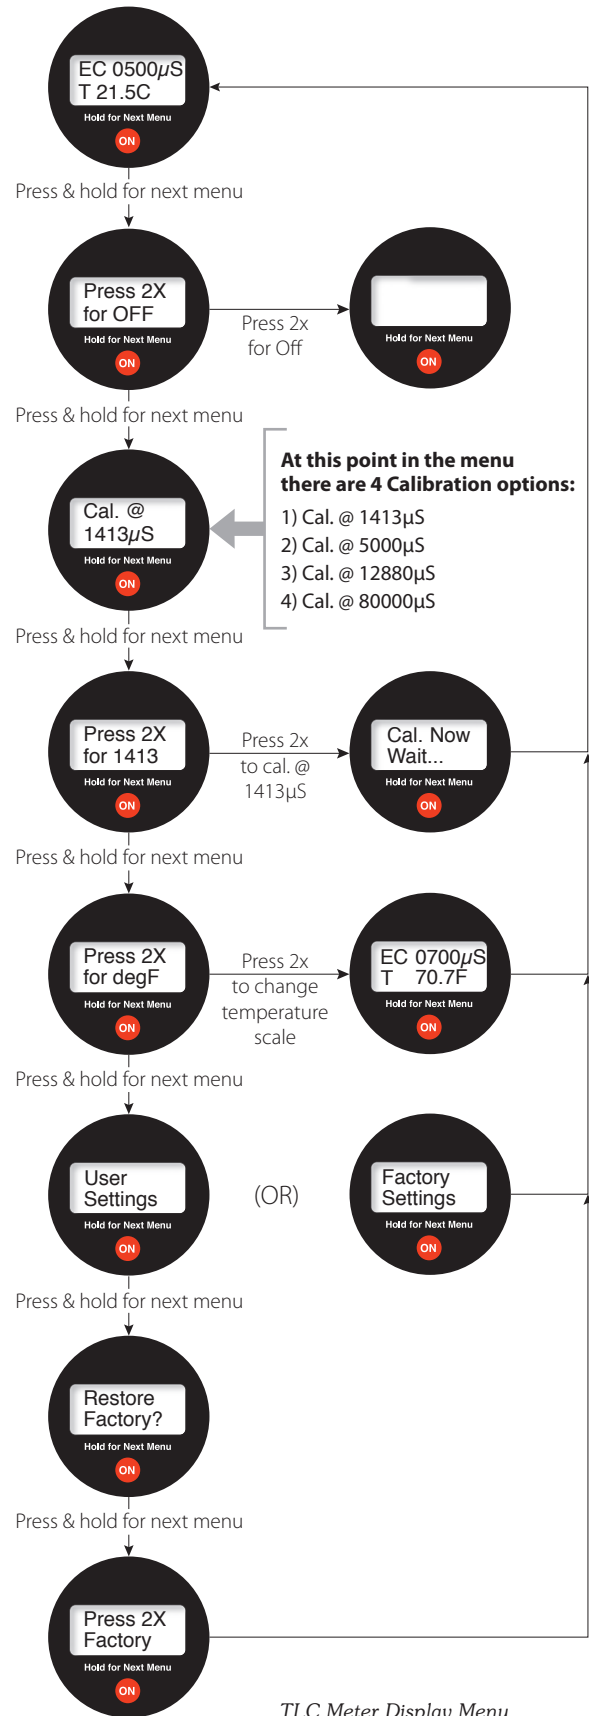 EC 0500µS
T 21.5C
Hold for Next Menu
ON
Press & hold for next menu
Press 2X
for OFF
Hold for Next Menu
ON
Press 2x
for Off
Hold for Next Menu
ON
Press & hold for next menu
Cal. @
1413µS
Hold for Next Menu
ON
At this point in the menu
there are 4 Calibration options:
1) Cal. @ 1413µS
2) Cal. @ 5000µS
3) Cal. @ 12880µS
4) Cal. @ 80000µS
Press & hold for next menu
Press 2X
for 1413
Hold for Next Menu
ON
Press 2x
to cal. @
1413µS
Cal. Now
Wait...
Hold for Next Menu
ON
Press & hold for next menu
Press 2X
for degF
Hold for Next Menu
ON
Press 2x
to change
temperature
scale
EC 0700µS
T 70.7F
Hold for Next Menu
ON
Press & hold for next menu
User
Settings
Hold for Next Menu
ON
(OR)
Factory
Settings
Hold for Next Menu
ON
Press & hold for next menu
Restore
Factory?
Hold for Next Menu
ON
Press & hold for next menu
Press 2X
Factory
Hold for Next Menu
ON
TLC Meter Display Menu